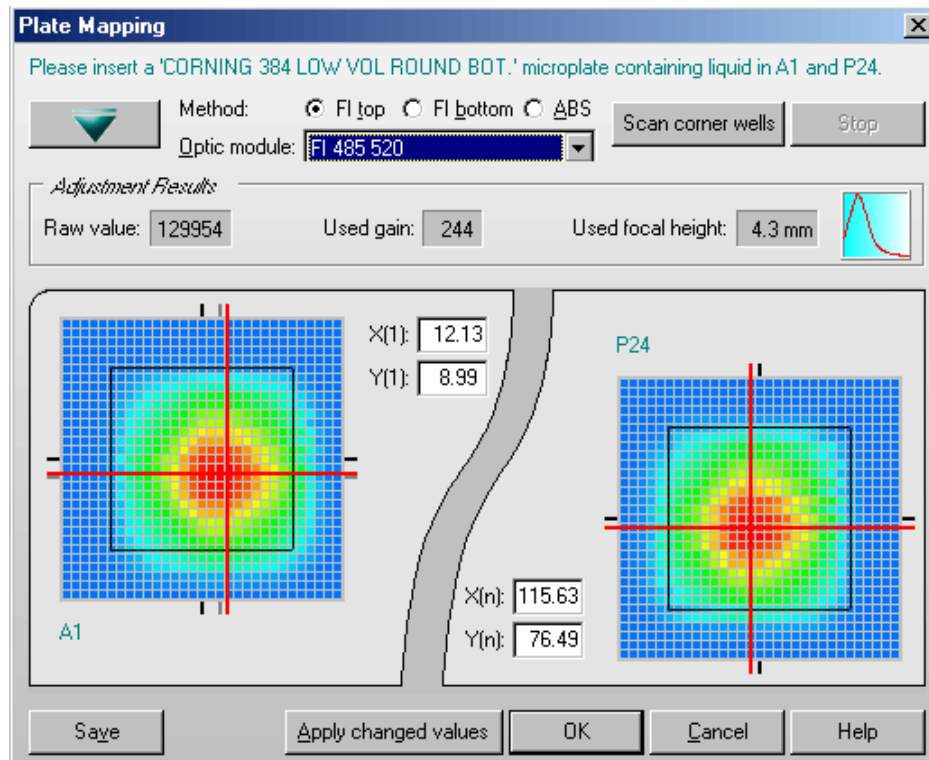 Plate Mapping
Please insert a 'CORNING 384 LOW VOL ROUND BOT.' microplate containing liquid in A1 and P24.
Method: FI top FI bottom ABS
Scan corner wells
Stop
Optic module: FI 485 520
Adjustment Results
Raw value: 129954 Used gain: 244 Used focal height: 4.3 mm
X(1): 12.13
Y(1): 8.99
P24
A1
X(n): 115.63
Y(n): 76.49
Save Apply changed values OK Cancel Help